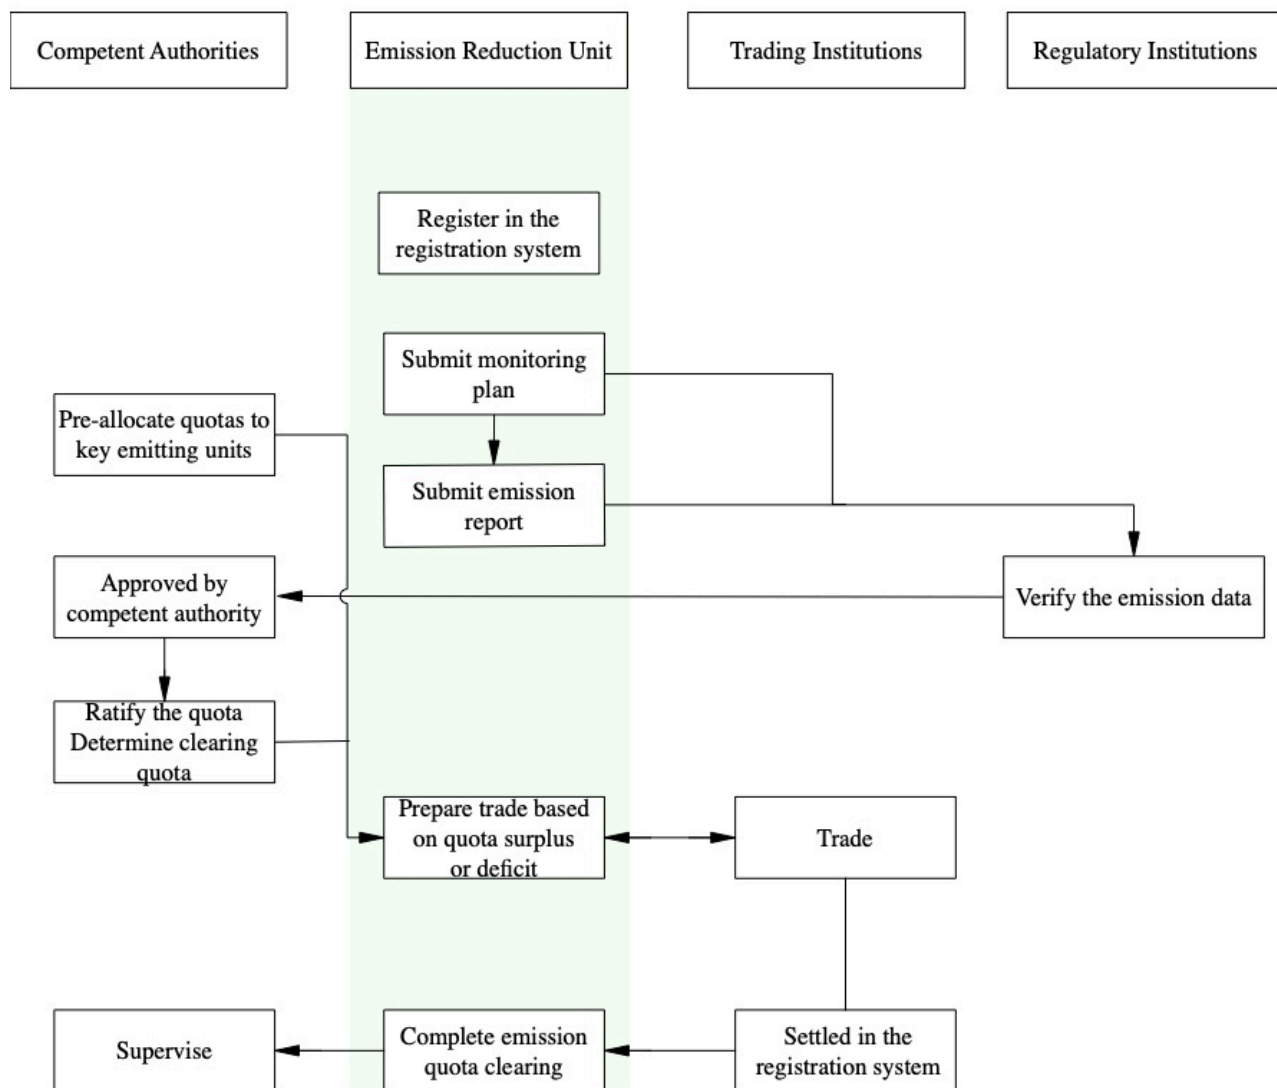 Competent Authorities
Emission Reduction Unit
Trading Institutions
Regulatory Institutions
Register in the
registration system
Submit monitoring
plan
Pre-allocate quotas to
key emitting units
Submit emission
report
Approved by
competent authority
Verify the emission data
Ratify the quota
Determine clearing
quota
Prepare trade based
on quota surplus
or deficit
Trade
Supervise
Complete emission
quota clearing
Settled in the
registration system